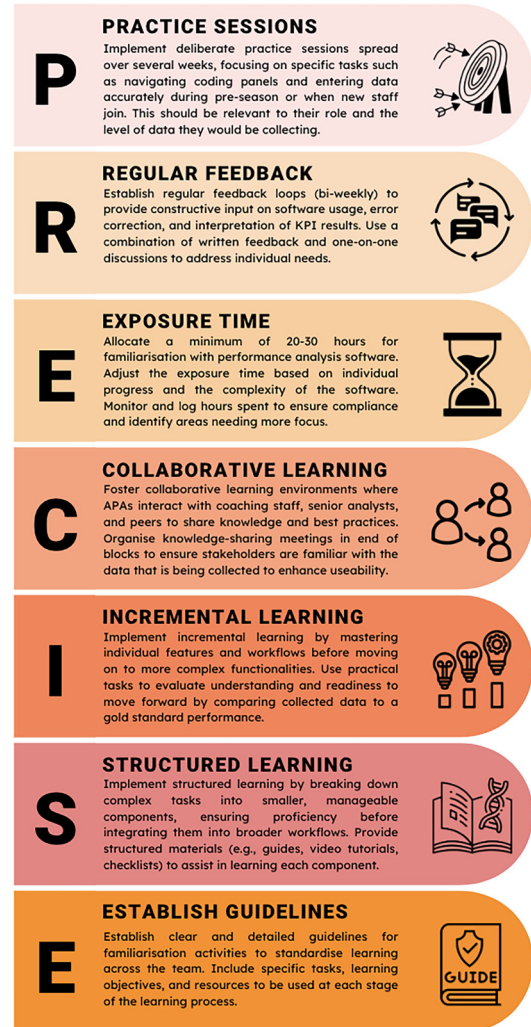 P
PRACTICE SESSIONS
Implement deliberate practice sessions spread
over several weeks, focusing on specific tasks such
as navigating coding panels and entering data
accurately during pre-season or when new staff
join. This should be relevant to their role and the
level of data they would be collecting.
R
REGULAR FEEDBACK
Establish regular feedback loops (bi-weekly) to
provide constructive input on software usage, error
correction, and interpretation of KPI results. Use a
combination of written feedback and one-on-one
discussions to address individual needs.
E
EXPOSURE TIME
Allocate a minimum of 20-30 hours for
familiarisation with performance analysis software.
Adjust the exposure time based on individual
progress and the complexity of the software.
Monitor and log hours spent to ensure compliance
and identify areas needing more focus.
C
COLLABORATIVE LEARNING
Foster collaborative learning environments where
APAs interact with coaching staff, senior analysts,
and peers to share knowledge and best practices.
Organise knowledge-sharing meetings in end of
blocks to ensure stakeholders are familiar with the
data that is being collected to enhance useability.
I
INCREMENTAL LEARNING
Implement incremental learning by mastering
individual features and workflows before moving
on to more complex functionalities. Use practical
tasks to evaluate understanding and readiness to
move forward by comparing collected data to a
gold standard performance.
S
STRUCTURED LEARNING
Implement structured learning by breaking down
complex tasks into smaller, manageable
components, ensuring proficiency before
integrating them into broader workflows. Provide
structured materials (e.g., guides, video tutorials,
checklists) to assist in learning each component.
E
ESTABLISH GUIDELINES
Establish clear and detailed guidelines for
familiarisation activities to standardise learning
across the team. Include specific tasks, learning
objectives, and resources to be used at each stage
of the learning process.
GUIDE